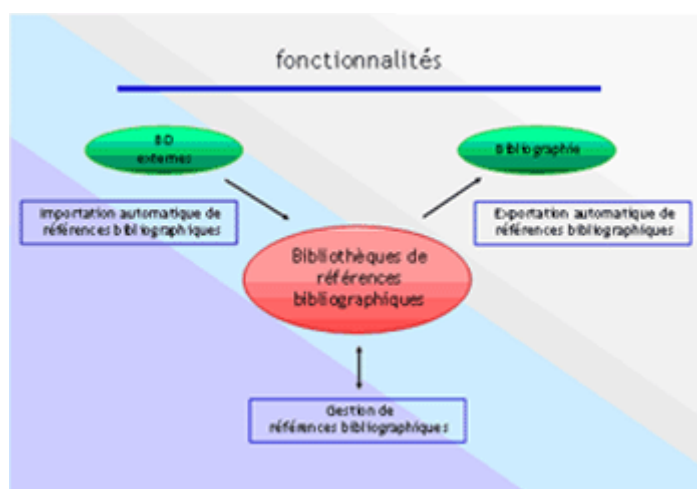 fonctionnalités
BD
externes
Bibliographie
Importation automatique de
références bibliographiques
Exportation automatique de
références bibliographiques
Bibliothèques de
références
bibliographiques
Gestion de
références bibliographiques